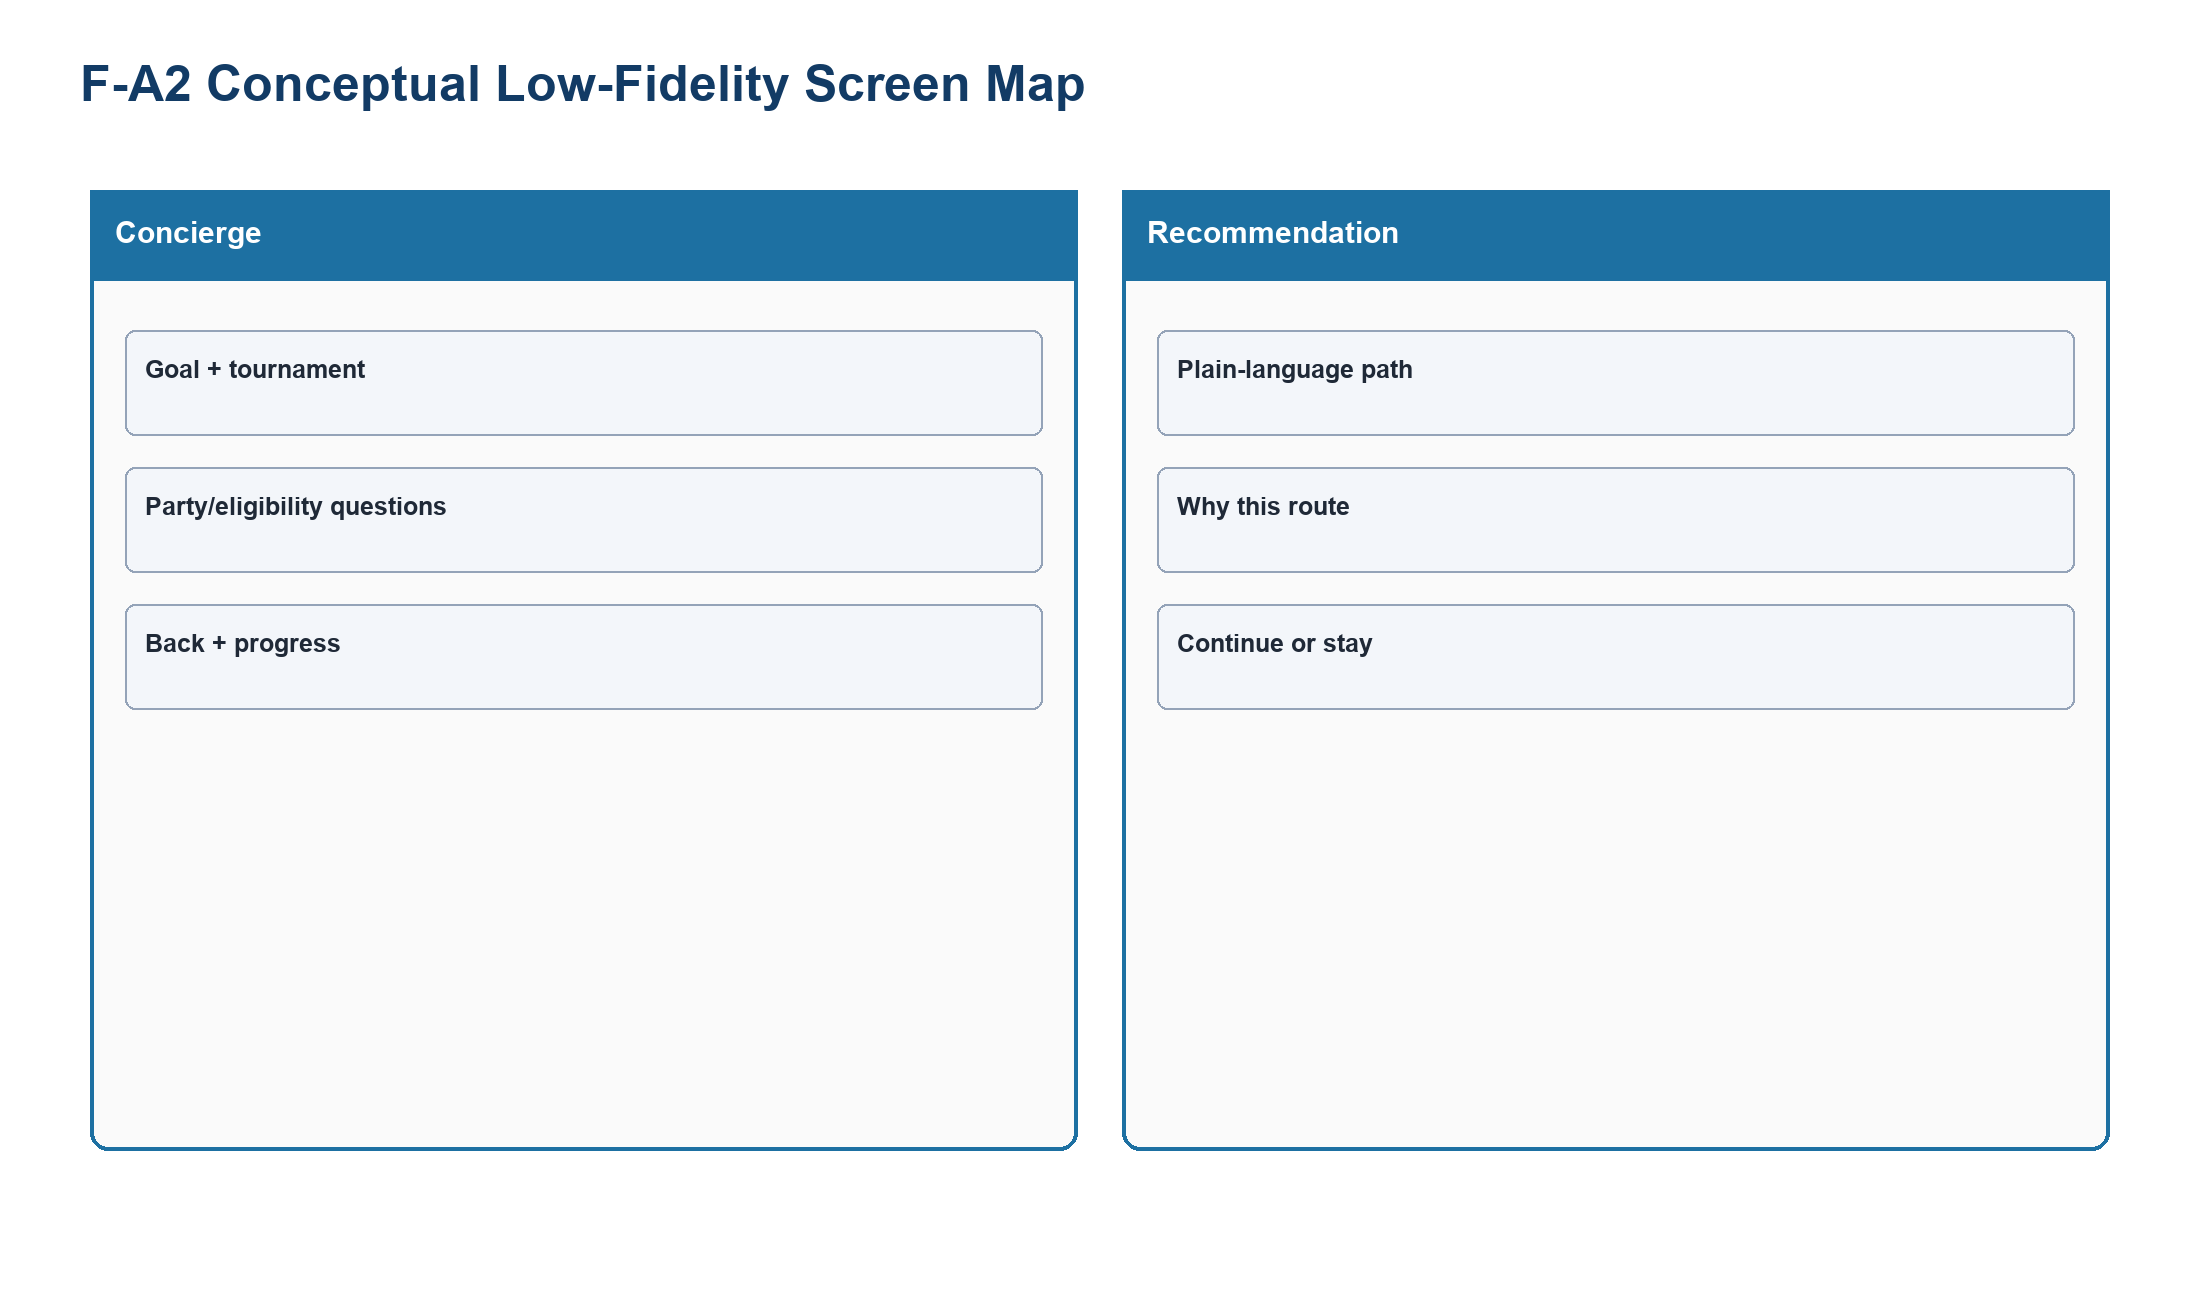 F-A2 Conceptual Low-Fidelity Screen Map
Concierge
Goal + tournament
Party/eligibility questions
Back + progress
Recommendation
Plain-language path
Why this route
Continue or stay